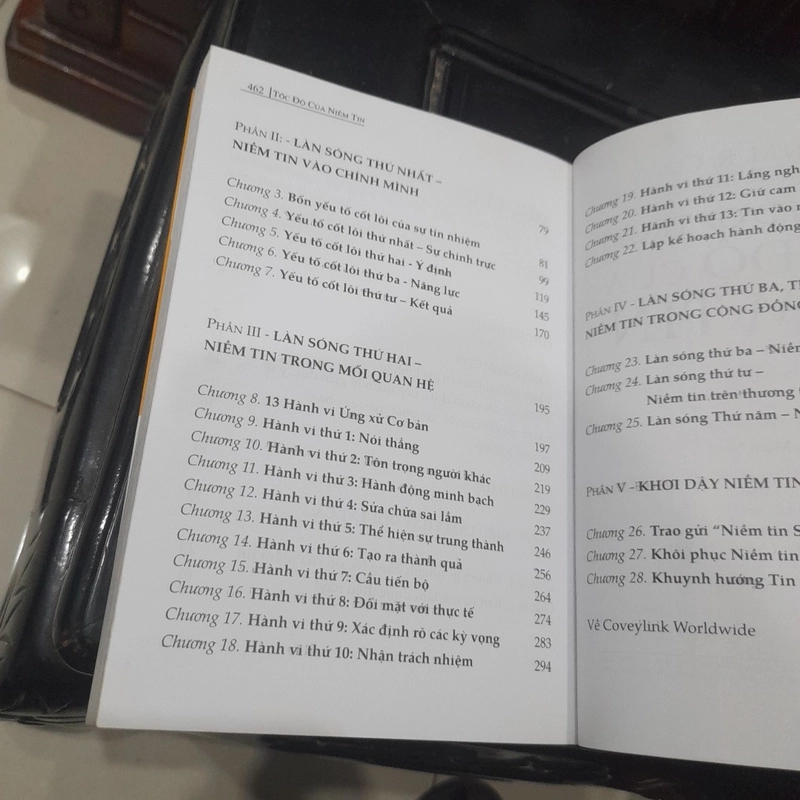 462 | TỐC ĐỘ CỦA NIỀM TIN
PHẦN II: - LÀN SÓNG THỨ NHẤT –
NIỀM TIN VÀO CHÍNH MÌNH 79
Chương 3. Bốn yếu tố cốt lõi của sự tín nhiệm 81
Chương 4. Yếu tố cốt lõi thứ nhất – Sự chính trực 99
Chương 5. Yếu tố cốt lõi thứ hai - Ý định 119
Chương 6. Yếu tố cốt lõi thứ ba - Năng lực 145
Chương 7. Yếu tố cốt lõi thứ tư – Kết quả 170
PHẦN III - LÀN SÓNG THỨ HAI –
NIỀM TIN TRONG MỐI QUAN HỆ 195
Chương 8. 13 Hành vi Ứng xử Cơ bản 197
Chương 9. Hành vi thứ 1: Nói thẳng 209
Chương 10. Hành vi thứ 2: Tôn trọng người khác 219
Chương 11. Hành vi thứ 3: Hành động minh bạch 229
Chương 12. Hành vi thứ 4: Sửa chữa sai lầm 237
Chương 13. Hành vi thứ 5: Thể hiện sự trung thành 246
Chương 14. Hành vi thứ 6: Tạo ra thành quả 256
Chương 15. Hành vi thứ 7: Cầu tiến bộ 264
Chương 16. Hành vi thứ 8: Đối mặt với thực tế 274
Chương 17. Hành vi thứ 9: Xác định rõ các kỳ vọng 283
Chương 18. Hành vi thứ 10: Nhận trách nhiệm 294
Chương 19. Hành vi thứ 11: Lắng ngh
Chương 20. Hành vi thứ 12: Giữ cam
Chương 21. Hành vi thứ 13: Tin vào
Chương 22. Lập kế hoạch hành động
PHẦN IV - LÀN SÓNG THỨ BA, T
NIỀM TIN TRONG CỘNG ĐỒN
Chương 23. Làn sóng thứ ba – Niề
Chương 24. Làn sóng thứ tư –
Niềm tin trên thương
Chương 25. Làn sóng Thứ năm –
PHẦN V - KHƠI DẬY NIỀM TIN
Chương 26. Trao gửi “Niềm tin S
Chương 27. Khôi phục Niềm tin
Chương 28. Khuynh hướng Tin
Về Coveylink Worldwide